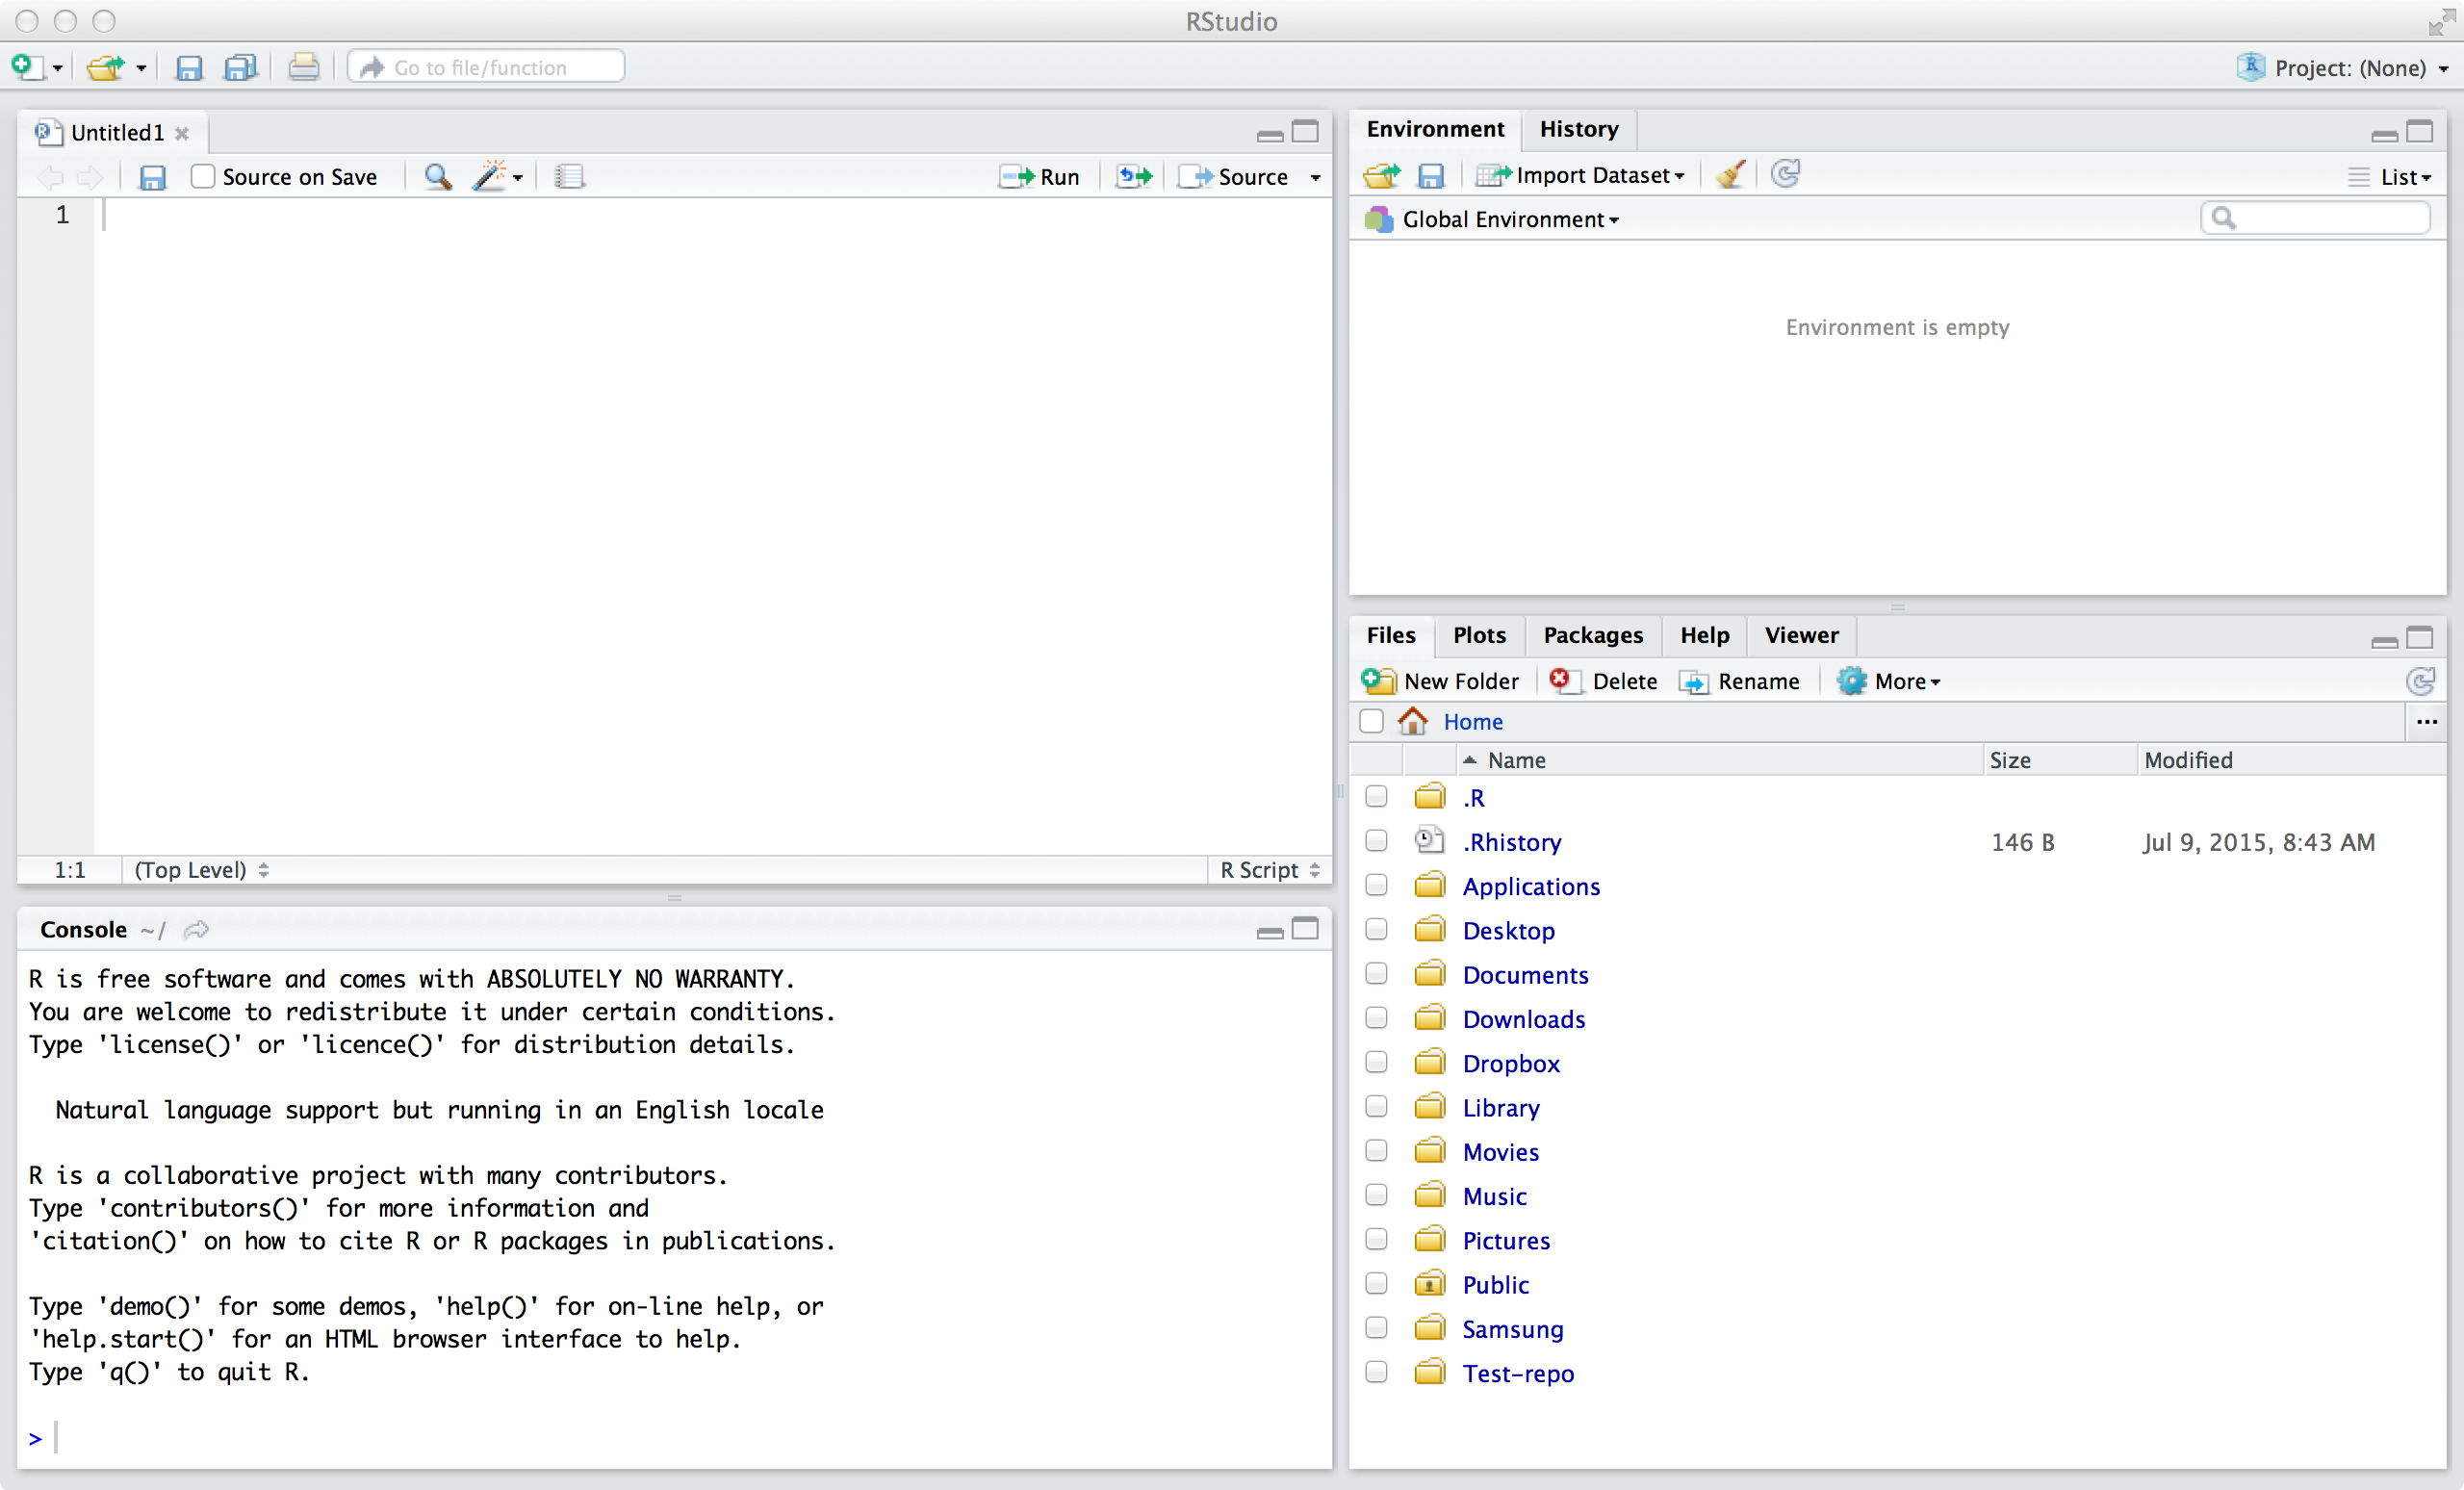 RStudio
Go to file/function
Project: (None)
Untitled1
Source on Save
Run
Source
1
1:1 (Top Level) R Script
Console ~/
R is free software and comes with ABSOLUTELY NO WARRANTY.
You are welcome to redistribute it under certain conditions.
Type 'license()' or 'licence()' for distribution details.
Natural language support but running in an English locale
R is a collaborative project with many contributors.
Type 'contributors()' for more information and
'citation()' on how to cite R or R packages in publications.
Type 'demo()' for some demos, 'help()' for on-line help, or
'help.start()' for an HTML browser interface to help.
Type 'q()' to quit R.
>
Environment History
Import Dataset List
Global Environment
Environment is empty
Files Plots Packages Help Viewer
New Folder Delete Rename More
Home ...
Name Size Modified
.R
.Rhistory 146 B Jul 9, 2015, 8:43 AM
Applications
Desktop
Documents
Downloads
Dropbox
Library
Movies
Music
Pictures
Public
Samsung
Test-repo